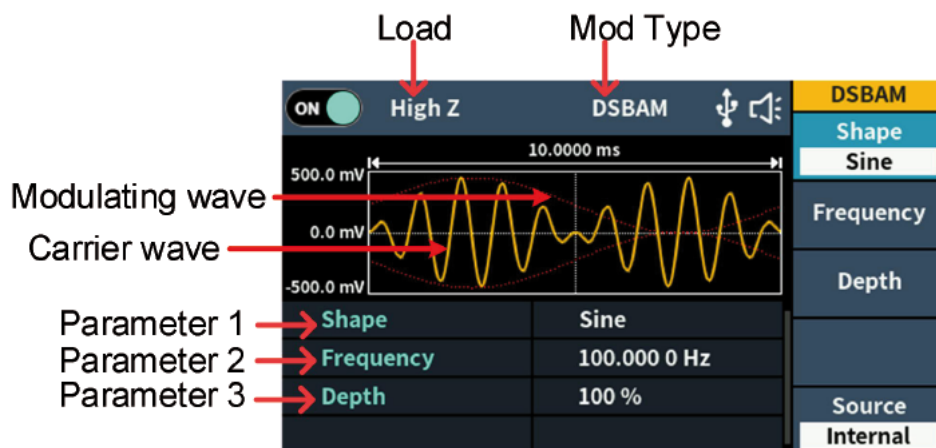 Load Mod Type
ON High Z DSBAM DSBAM
Shape
Sine
10.0000 ms
500.0 mV
Modulating wave
Frequency
0.0 mV
Carrier wave
Depth
-500.0 mV
Parameter 1 Shape Sine
Parameter 2 Frequency 100.000 0 Hz
Parameter 3 Depth 100 %
Source
Internal